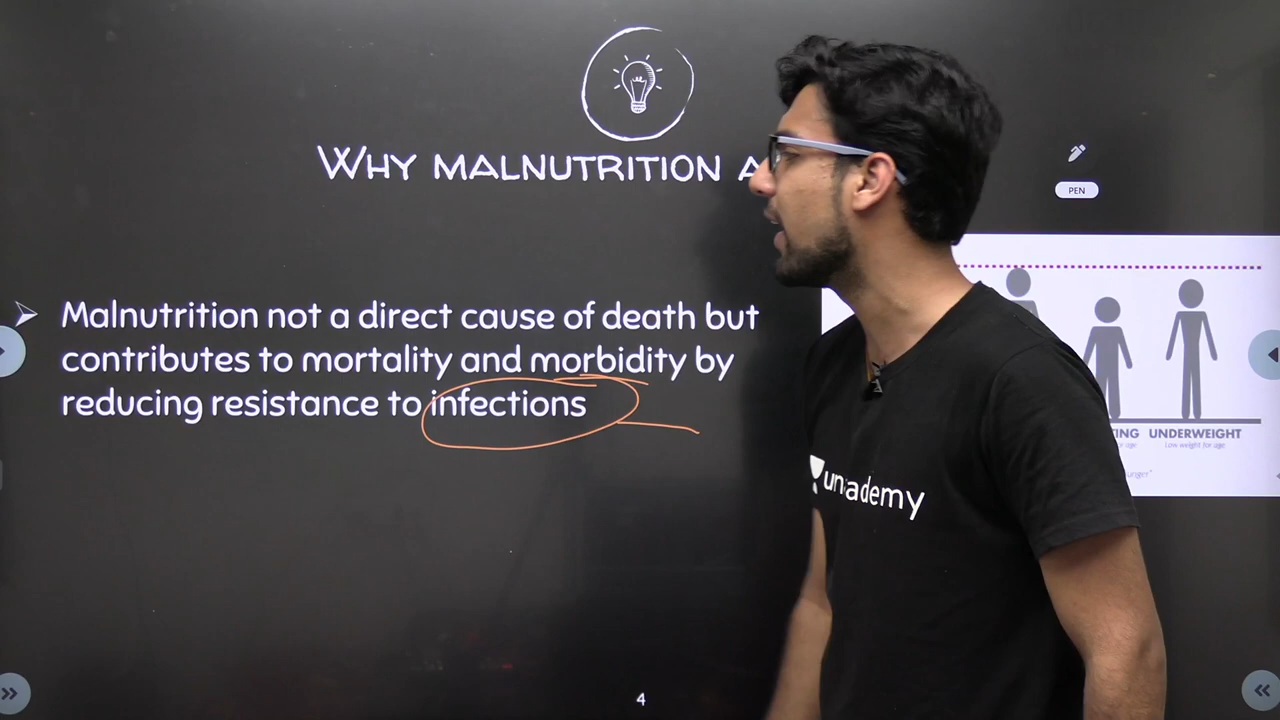 WHY MALNUTRITION
PEN
Malnutrition not a direct cause of death but
contributes to mortality and morbidity by
reducing resistance to infections
UNDERWEIGHT
Low weight for age
unacademy
4